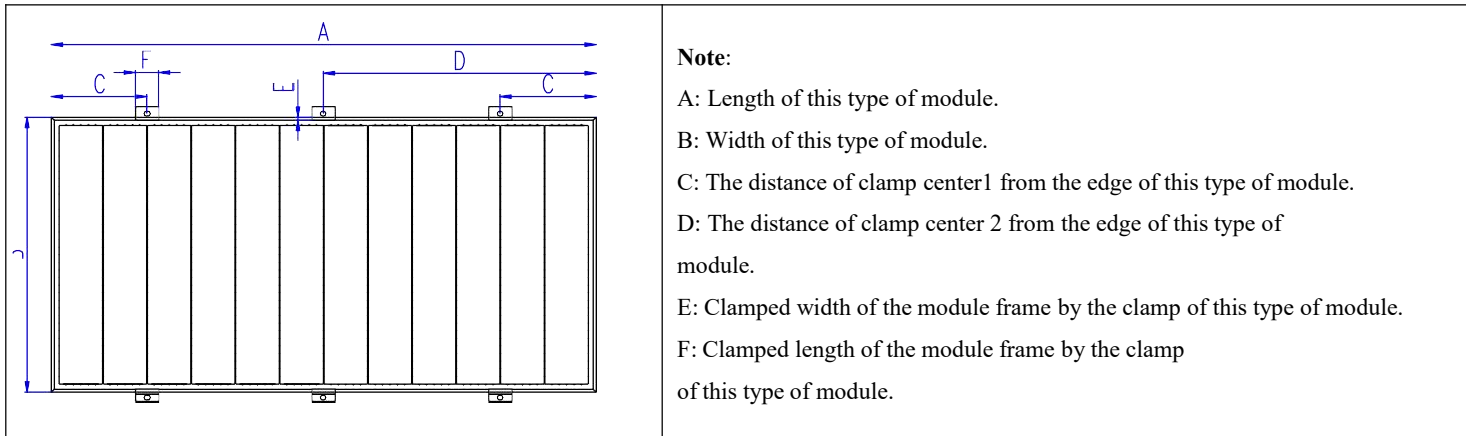 A
F
D
C
E
C
Note:
A: Length of this type of module.
B: Width of this type of module.
C: The distance of clamp center1 from the edge of this type of module.
D: The distance of clamp center 2 from the edge of this type of
module.
E: Clamped width of the module frame by the clamp of this type of module.
F: Clamped length of the module frame by the clamp
of this type of module.